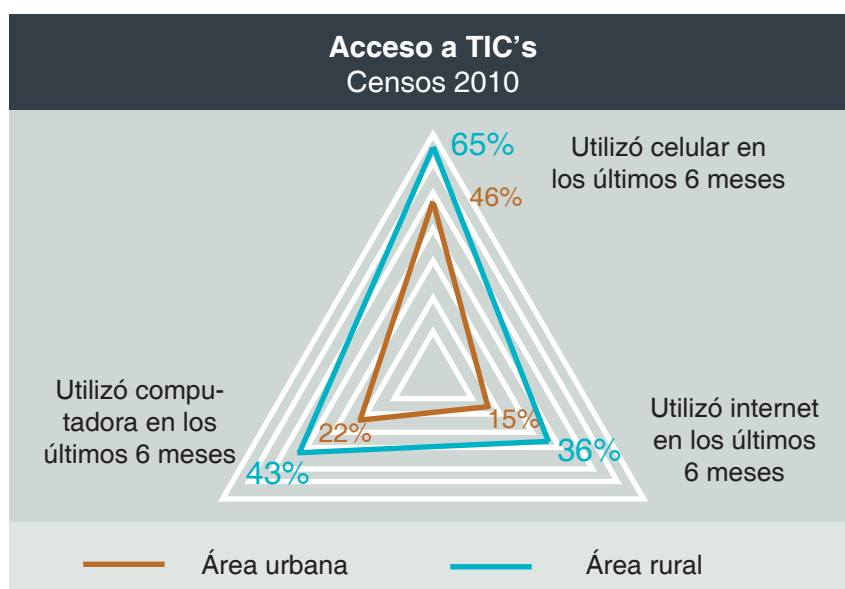 Acceso a TIC’s
Censos 2010
65%
Utilizó celular en
los últimos 6 meses
46%
Utilizó compu-
tadora en los
últimos 6 meses
22%
43%
15%
36%
Utilizó internet
en los últimos
6 meses
Área urbana
Área rural